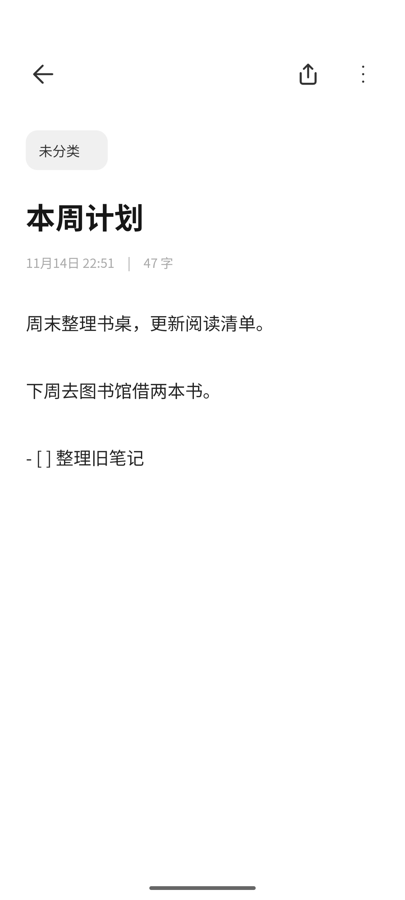 未分类
本周计划
11月14日 22:51 | 47 字
周末整理书桌，更新阅读清单。
下周去图书馆借两本书。
- [ ] 整理旧笔记